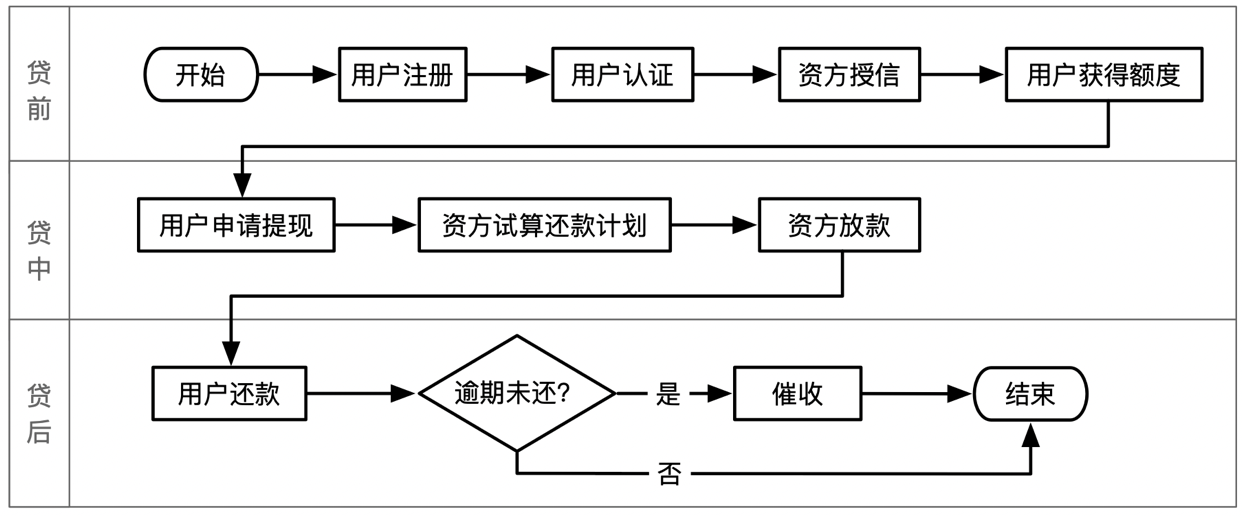 贷前
开始
用户注册
用户认证
资方授信
用户获得额度
贷中
用户申请提现
资方试算还款计划
资方放款
贷后
用户还款
逾期未还?
是
催收
结束
否